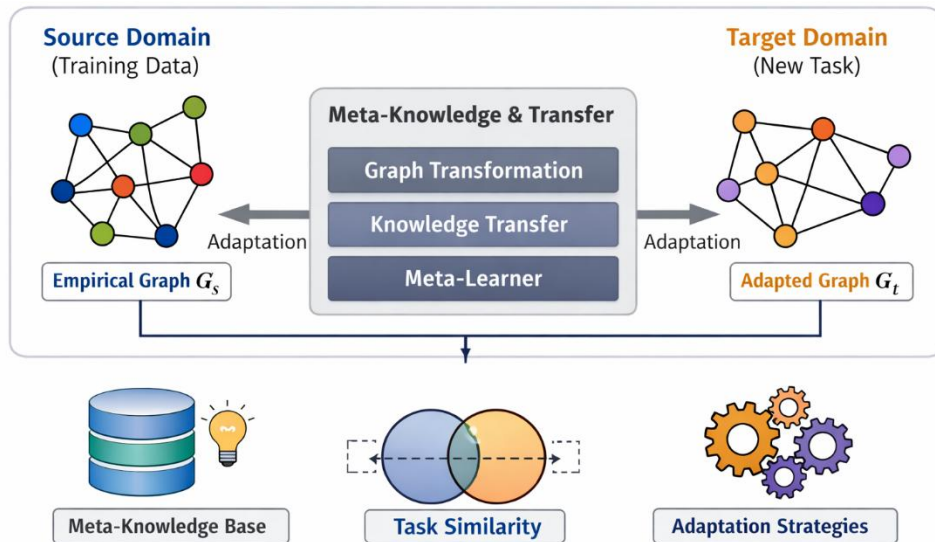 Source Domain
(Training Data)
Target Domain
(New Task)
Meta-Knowledge & Transfer
Graph Transformation
Knowledge Transfer
Meta-Learner
Adaptation
Adaptation
Empirical Graph Gs
Adapted Graph Gt
Meta-Knowledge Base
Task Similarity
Adaptation Strategies